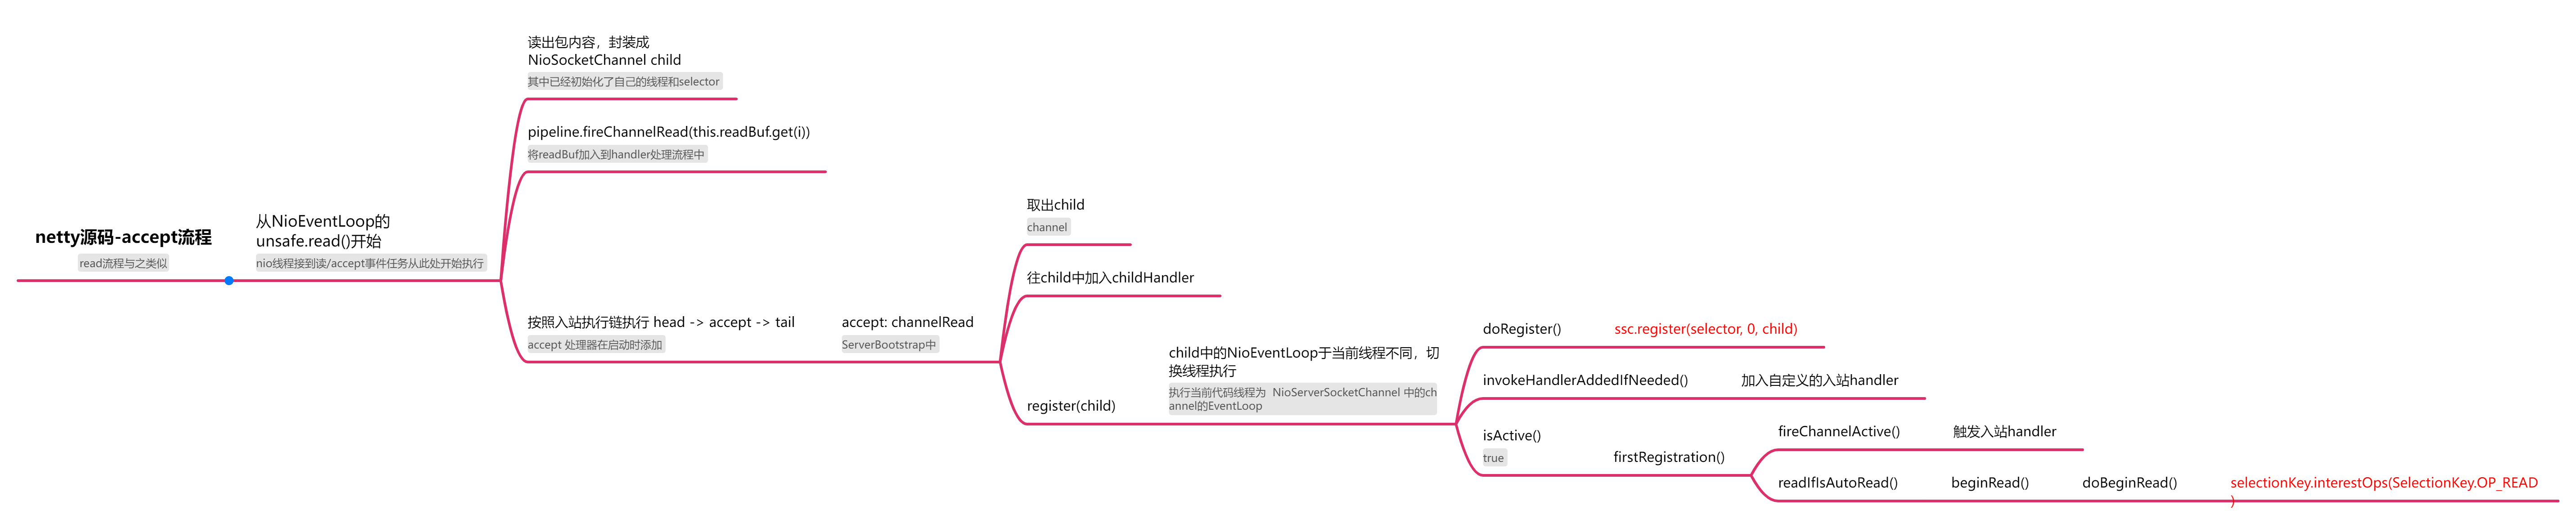 netty源码-accept流程
read流程与之类似
从NioEventLoop的
unsafe.read()开始
nio线程接到读/accept事件任务从此处开始执行
读出包内容，封装成
NioSocketChannel child
其中已经初始化了自己的线程和selector
pipeline.fireChannelRead(this.readBuf.get(i))
将readBuf加入到handler处理流程中
按照入站执行链执行 head -> accept -> tail
accept 处理器在启动时添加
accept: channelRead
ServerBootstrap中
取出child
channel
往child中加入childHandler
register(child)
child中的NioEventLoop于当前线程不同，切
换线程执行
执行当前代码线程为  NioServerSocketChannel 中的ch
annel的EventLoop
doRegister()
ssc.register(selector, 0, child)
invokeHandlerAddedIfNeeded()
加入自定义的入站handler
isActive()
true
firstRegistration()
fireChannelActive()
触发入站handler
readIfIsAutoRead()
beginRead()
doBeginRead()
selectionKey.interestOps(SelectionKey.OP_READ
)